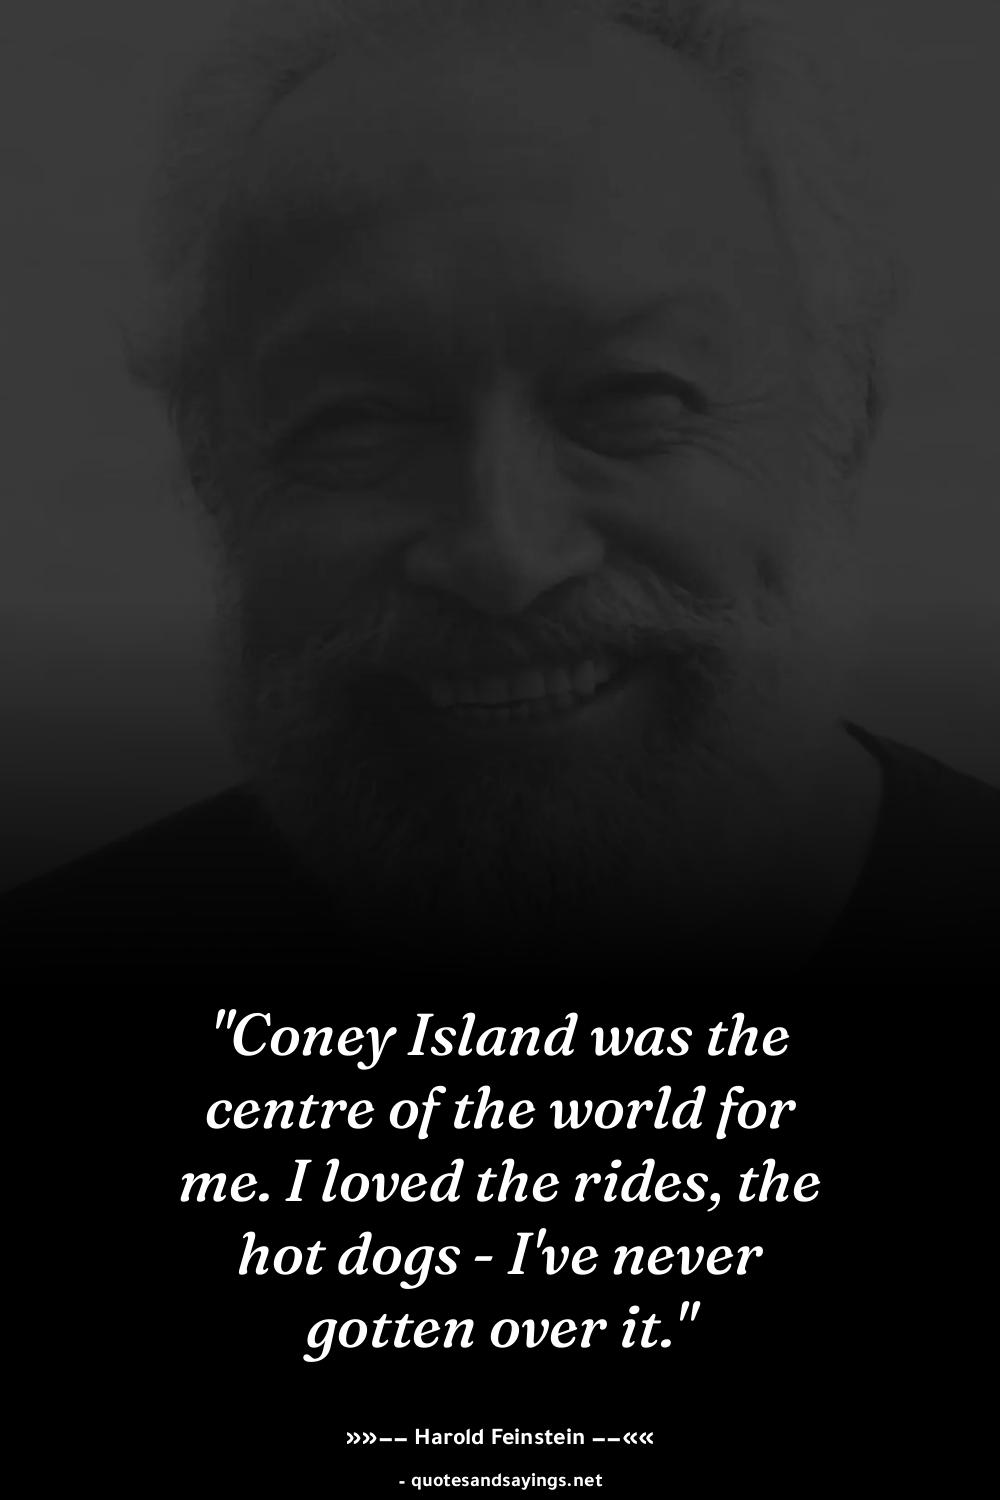 "Coney Island was the
centre of the world for
me. I loved the rides, the
hot dogs - I've never
gotten over it."
»»−− Harold Feinstein −−««
- quotesandsayings.net